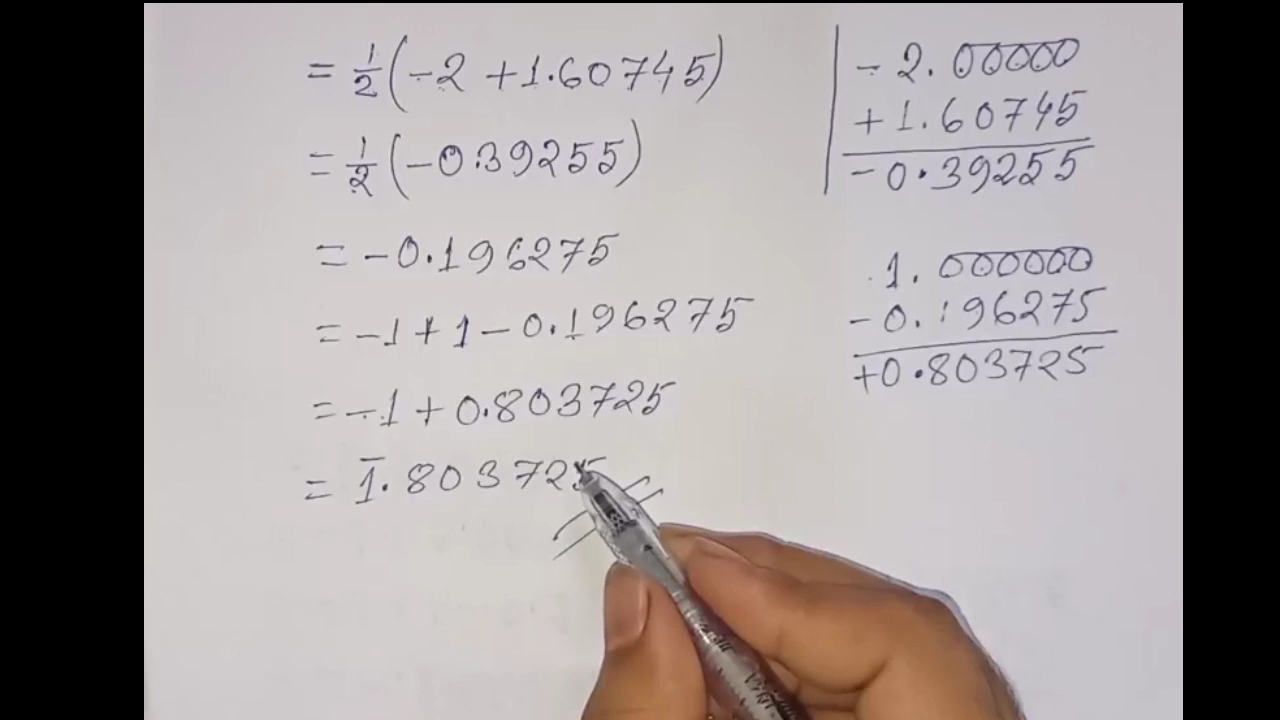 = 1/2 (-2 + 1.60745)
= 1/2 (-0.39255)
= -0.196275
= -1 + 1 - 0.196275
= -1 + 0.803725
= 1̄.803725
-2.00000
+1.60745
-0.39255
1.000000
-0.196275
+0.803725